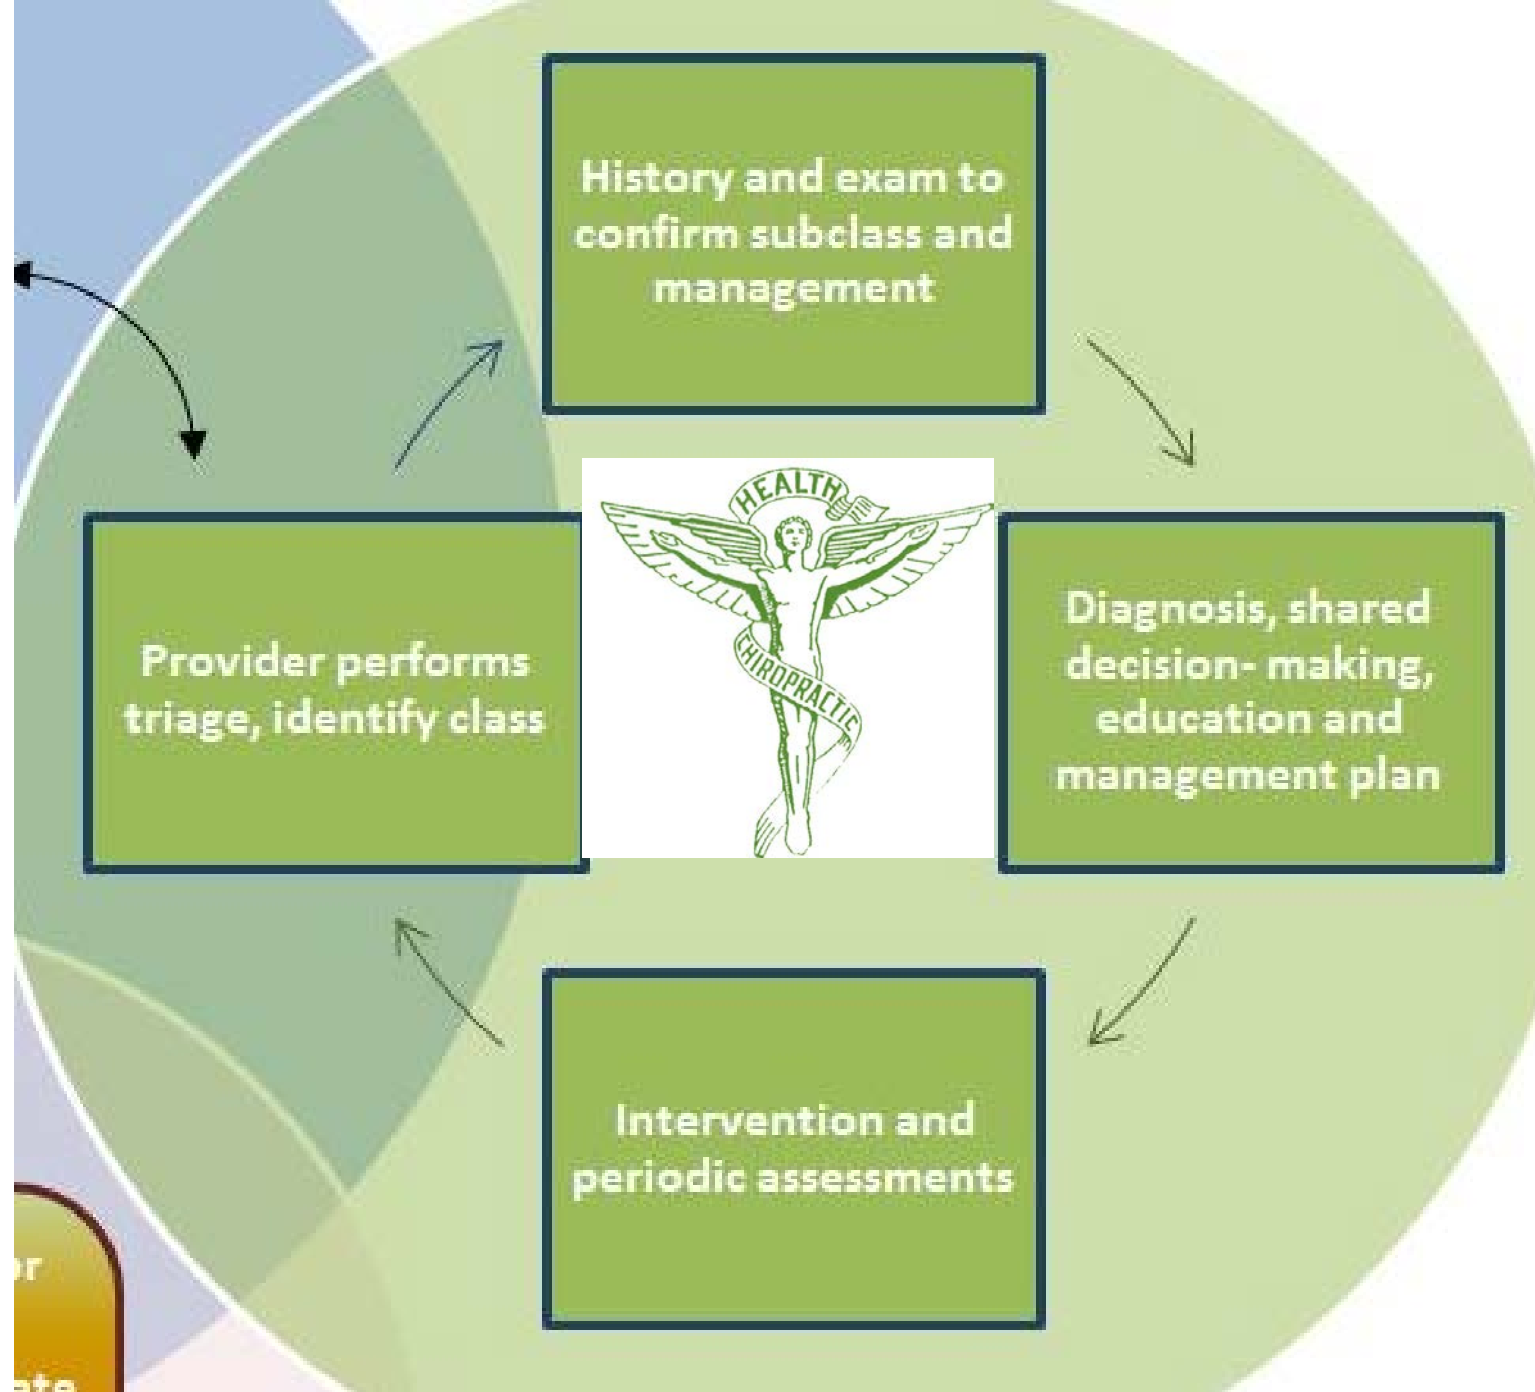 History and exam to
confirm subclass and
management
HEALTH
CHIROPRACTIC
Provider performs
triage, identify class
Diagnosis, shared
decision- making,
education and
management plan
Intervention and
periodic assessments